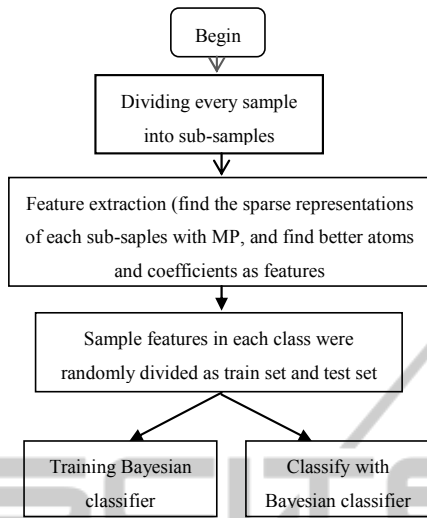 Begin
Dividing every sample
into sub-samples
Feature extraction (find the sparse representations
of each sub-saples with MP, and find better atoms
and coefficients as features
Sample features in each class were
randomly divided as train set and test set
Training Bayesian
classifier
Classify with
Bayesian classifier